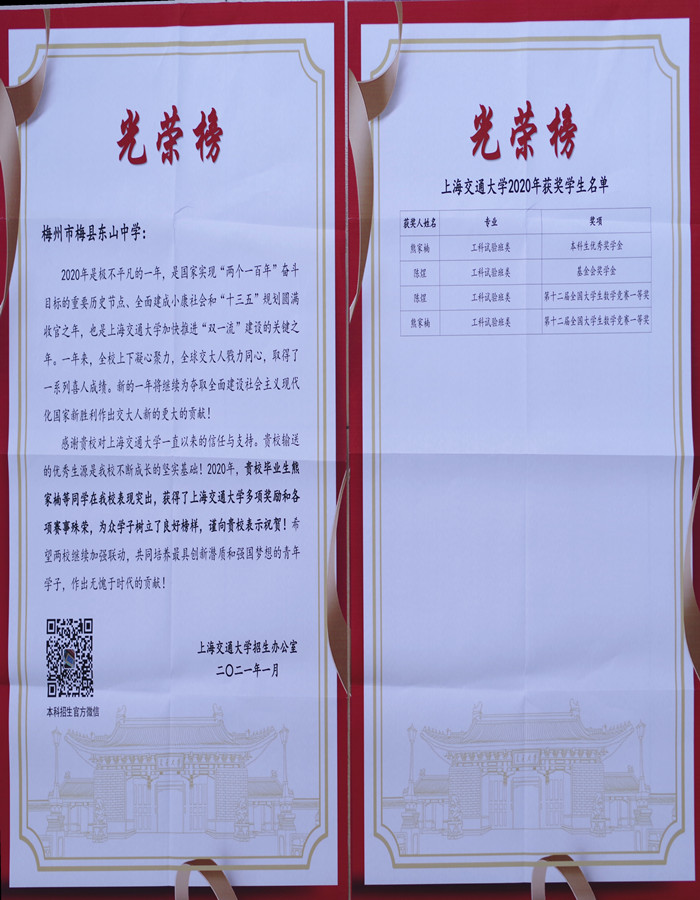 光荣榜
梅州市梅县东山中学：
2020年是极不平凡的一年，是国家实现“两个一百年”奋斗
目标的重要历史节点、全面建成小康社会和“十三五”规划圆满
收官之年，也是上海交通大学加快推进“双一流”建设的关键之
年。一年来，全校上下凝心聚力，全球交大人戮力同心，取得了
一系列喜人成绩。新的一年将继续为夺取全面建设社会主义现代
化国家新胜利作出交大人新的更大的贡献！
感谢贵校对上海交通大学一直以来的信任与支持。贵校输送
的优秀生源是我校不断成长的坚实基础！2020年，贵校毕业生熊
家楠等同学在我校表现突出，获得了上海交通大学多项奖励和各
项赛事殊荣，为众学子树立了良好榜样，谨向贵校表示祝贺！希
望两校继续加强联动，共同培养最具创新潜质和强国梦想的青年
学子，作出无愧于时代的贡献！
上海交通大学招生办公室
二〇二一年一月
本科招生官方微信
光荣榜
上海交通大学2020年获奖学生名单
获奖人姓名 专业 奖项
熊家楠 工科试验班类 本科生优秀奖学金
陈煜 工科试验班类 基金会奖学金
陈煜 工科试验班类 第十二届全国大学生数学竞赛一等奖
熊家楠 工科试验班类 第十二届全国大学生数学竞赛一等奖